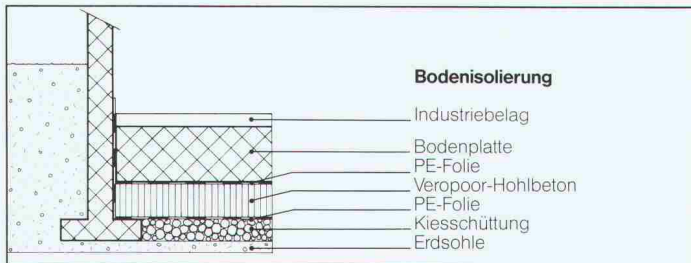 Bodenisolierung
Industriebelag
Bodenplatte
PE-Folie
Veropoor-Hohlbeton
PE-Folie
Kiesschüttung
Erdsohle